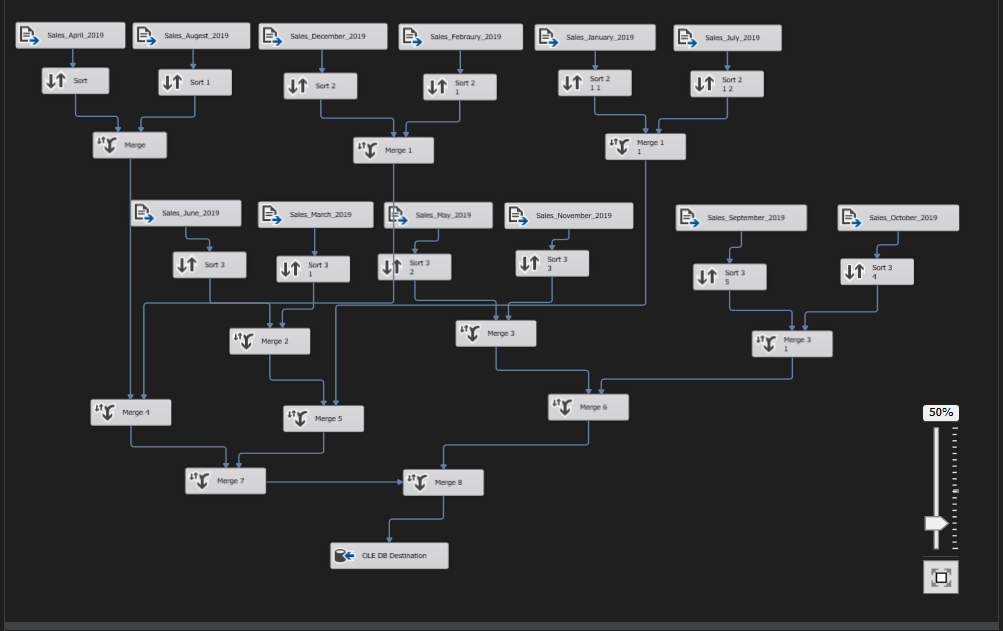 Sales_April_2019
Sales_Augest_2019
Sales_December_2019
Sales_Febraury_2019
Sales_January_2019
Sales_July_2019
Sort
Sort 1
Sort 2
Sort 2
1
Sort 2
1 1
Sort 2
1 2
Merge
Merge 1
Merge 1
1
Sales_June_2019
Sales_March_2019
Sales_May_2019
Sales_November_2019
Sales_September_2019
Sales_October_2019
Sort 3
Sort 3
1
Sort 3
2
Sort 3
3
Sort 3
5
Sort 3
4
Merge 2
Merge 3
Merge 3
1
Merge 4
Merge 5
Merge 6
50%
Merge 7
Merge 8
OLE DB Destination